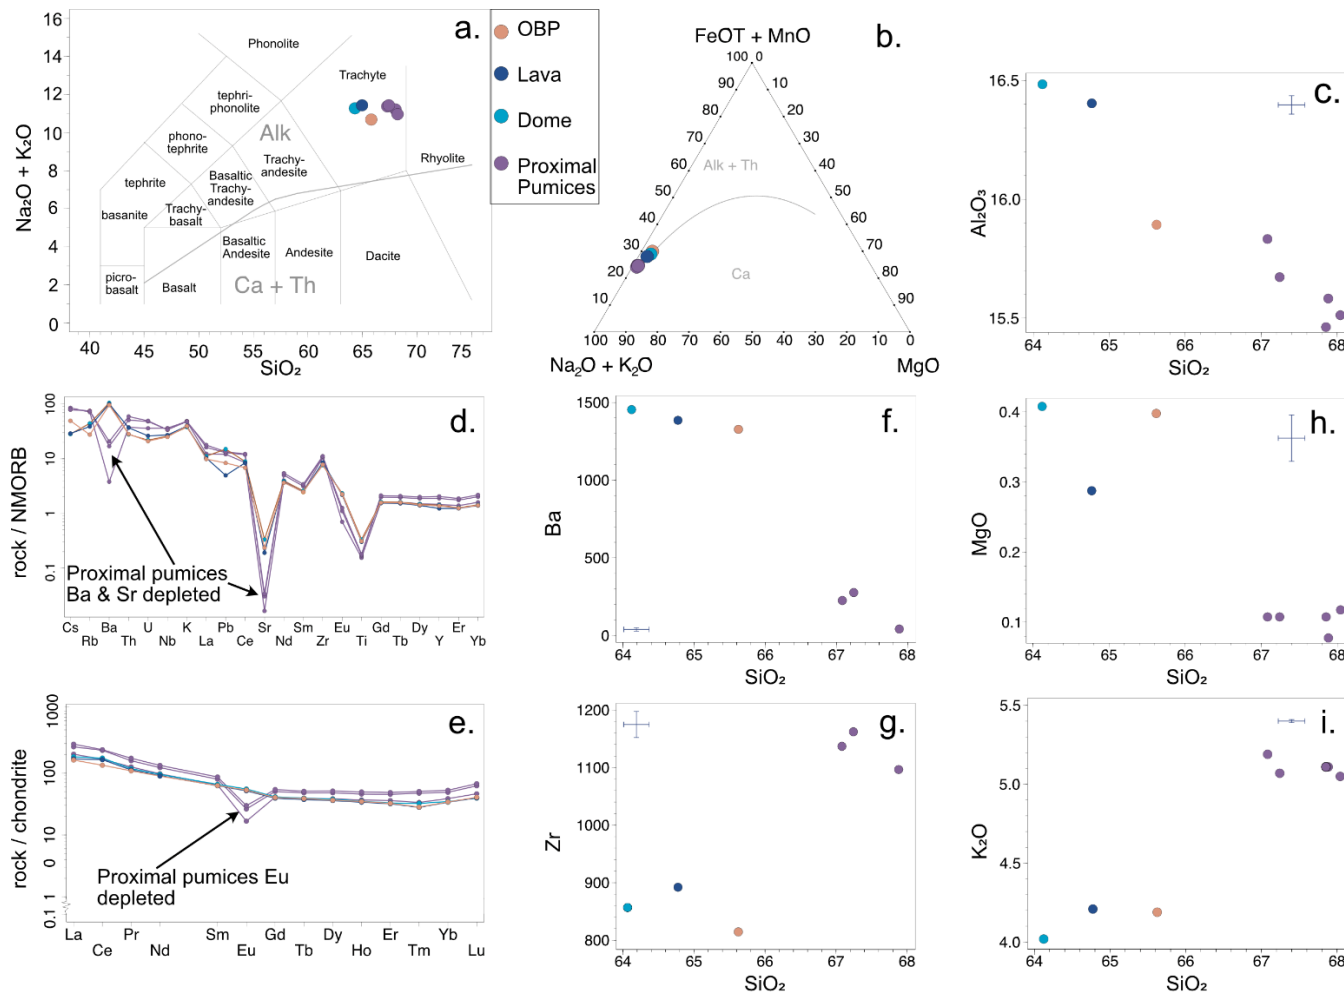 a.
Na₂O + K₂O
16
14
12
10
8
6
4
2
0
40
45
50
55
60
65
70
75
SiO₂
Phonolite
Trachyte
tephri-
phonolite
Alk
phono-
tephrite
Trachy-
andesite
Rhyolite
tephrite
Basaltic
Trachy-
andesite
basanite
Trachy-
basalt
Basaltic
Andesite
Andesite
Dacite
picro-
basalt
Basalt
Ca + Th
OBP
Lava
Dome
Proximal
Pumices
b.
FeOT + MnO
100
90
80
70
60
50
40
30
20
10
0
10
20
30
40
50
60
70
80
90
Alk + Th
Ca
100
90
80
70
60
50
40
30
20
10
0
Na₂O + K₂O
MgO
c.
Al₂O₃
16.5
16.0
15.5
64
65
66
67
68
SiO₂
d.
rock / NMORB
100
10
1
0.1
Proximal pumices
Ba & Sr depleted
Cs
Ba
U
K
Pb
Sr
Sm
Eu
Gd
Dy
Er
Rb
Th
Nb
La
Ce
Nd
Zr
Ti
Tb
Y
Yb
e.
rock / chondrite
1000
100
10
0
1
0.1
Proximal pumices Eu
depleted
La
Pr
Sm
Gd
Dy
Er
Yb
Ce
Nd
Eu
Tb
Ho
Tm
Lu
f.
Ba
1500
1000
500
0
64
65
66
67
68
SiO₂
g.
Zr
1200
1100
1000
900
800
64
65
66
67
68
SiO₂
h.
MgO
0.4
0.3
0.2
0.1
64
65
66
67
68
SiO₂
i.
K₂O
5.5
5.0
4.5
4.0
64
65
66
67
68
SiO₂